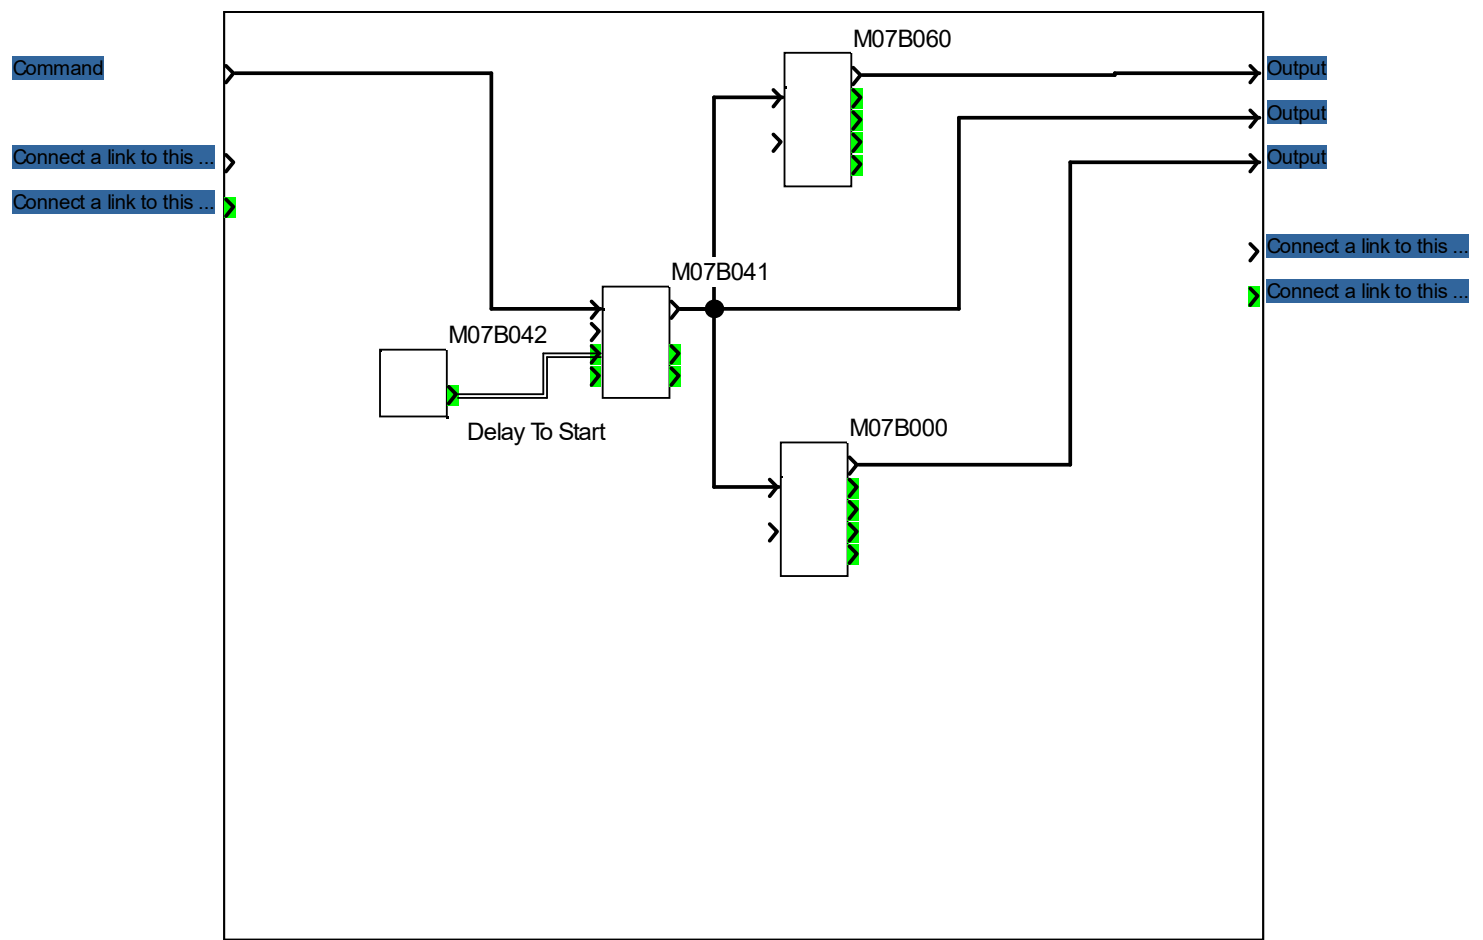 M07B060
Command
Output
Output
Connect a link to this ...
Output
Connect a link to this ...
Connect a link to this ...
M07B041
Connect a link to this ...
M07B042
Delay To Start
M07B000